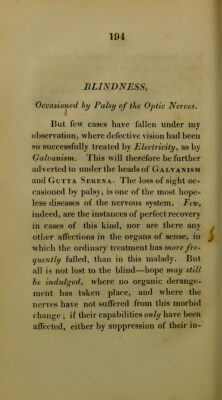 194
BLINDNESS,
Occasioned by Palsy of the Optic Nerves.
But few cases have fallen under my
observation, where defective vision had been
so successfully treated by Electricity, as by
Galvanism. This will therefore be further
adverted to under the heads of GALVANISM
and GUTTA SERENA. The loss of sight oc-
casioned by palsy, is one of the most hope-
less diseases of the nervous system. Few,
indeed, are the instances of perfect recovery
in cases of this kind, nor are there any
other affections in the organs of sense, in
which the ordinary treatment has more fre-
quently failed, than in this malady. But
all is not lost to the blind—hope may still
be indulged, where no organic derange-
ment has taken place, and where the
nerves have not suffered from this morbid
change ; if their capabilities only have been
affected, either by suppression of their in-